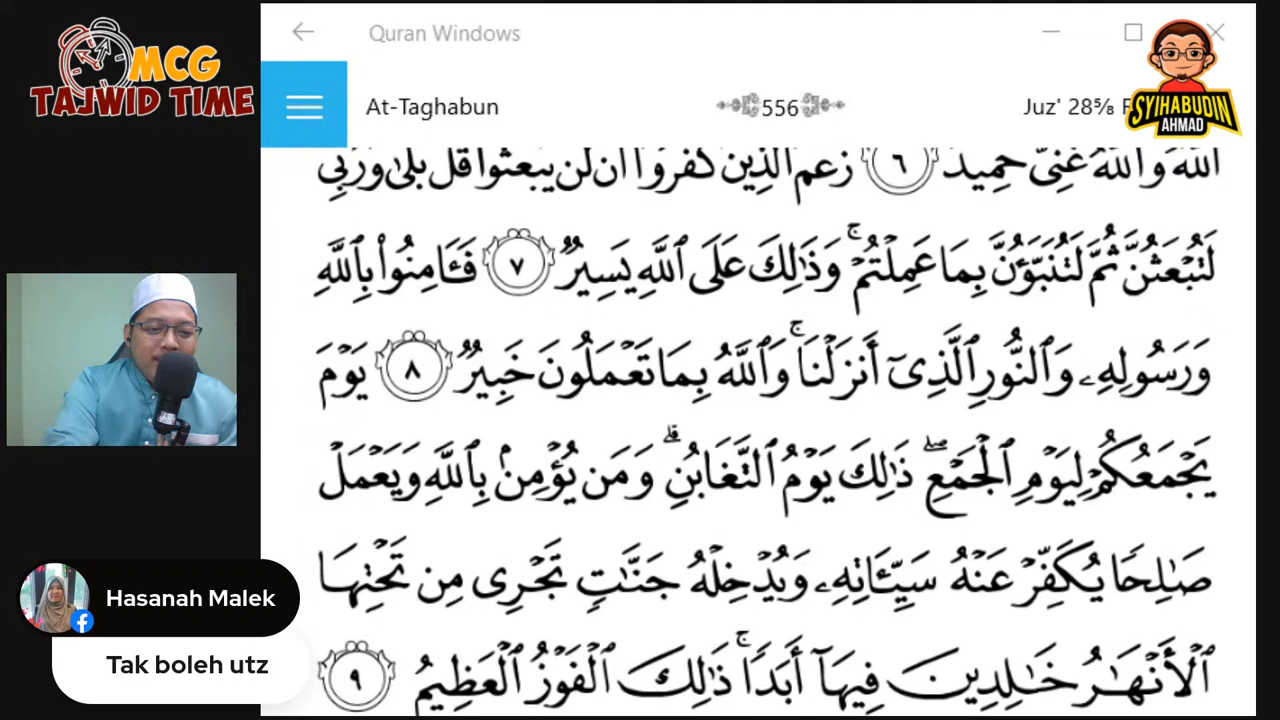 MCG
TAJWID TIME
Quran Windows
SYIHABUDIN
AHMAD
At-Taghabun
556
Juz' 28⅝
ٱللَّهُ وَٱللَّهُ غَنِىٌّ حَمِيدٌ ٦ زَعَمَ ٱلَّذِينَ كَفَرُوٓا۟ أَن لَّن يُبْعَثُوا۟ قُلْ بَلَىٰ وَرَبِّى
لَتُبْعَثُنَّ ثُمَّ لَتُنَبَّؤُنَّ بِمَا عَمِلْتُمْ ۚ وَذَٰلِكَ عَلَى ٱللَّهِ يَسِيرٌ ٧ فَـَٔامِنُوا۟ بِٱللَّهِ
وَرَسُولِهِۦ وَٱلنُّورِ ٱلَّذِىٓ أَنزَلْنَا ۚ وَٱللَّهُ بِمَا تَعْمَلُونَ خَبِيرٌ ٨ يَوْمَ
يَجْمَعُكُمْ لِيَوْمِ ٱلْجَمْعِ ۖ ذَٰلِكَ يَوْمُ ٱلتَّغَابُنِ ۗ وَمَن يُؤْمِنۢ بِٱللَّهِ وَيَعْمَلْ
صَٰلِحًا يُكَفِّرْ عَنْهُ سَيِّـَٔاتِهِۦ وَيُدْخِلْهُ جَنَّٰتٍ تَجْرِى مِن تَحْتِهَا
ٱلْأَنْهَٰرُ خَٰلِدِينَ فِيهَآ أَبَدًا ۚ ذَٰلِكَ ٱلْفَوْزُ ٱلْعَظِيمُ ٩
Hasanah Malek
Tak boleh utz